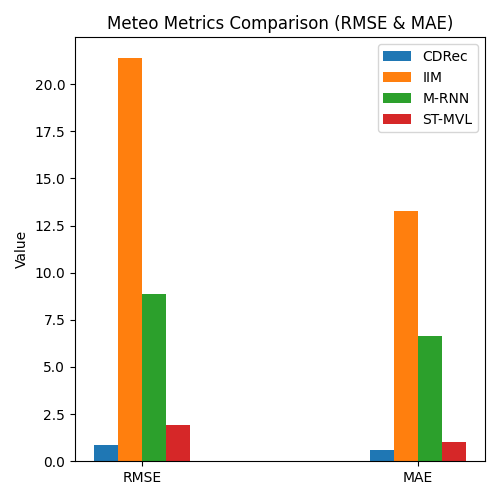 Meteo Metrics Comparison (RMSE & MAE)
CDRec
IIM
M-RNN
ST-MVL
Value
20.0
17.5
15.0
12.5
10.0
7.5
5.0
2.5
0.0
RMSE
MAE